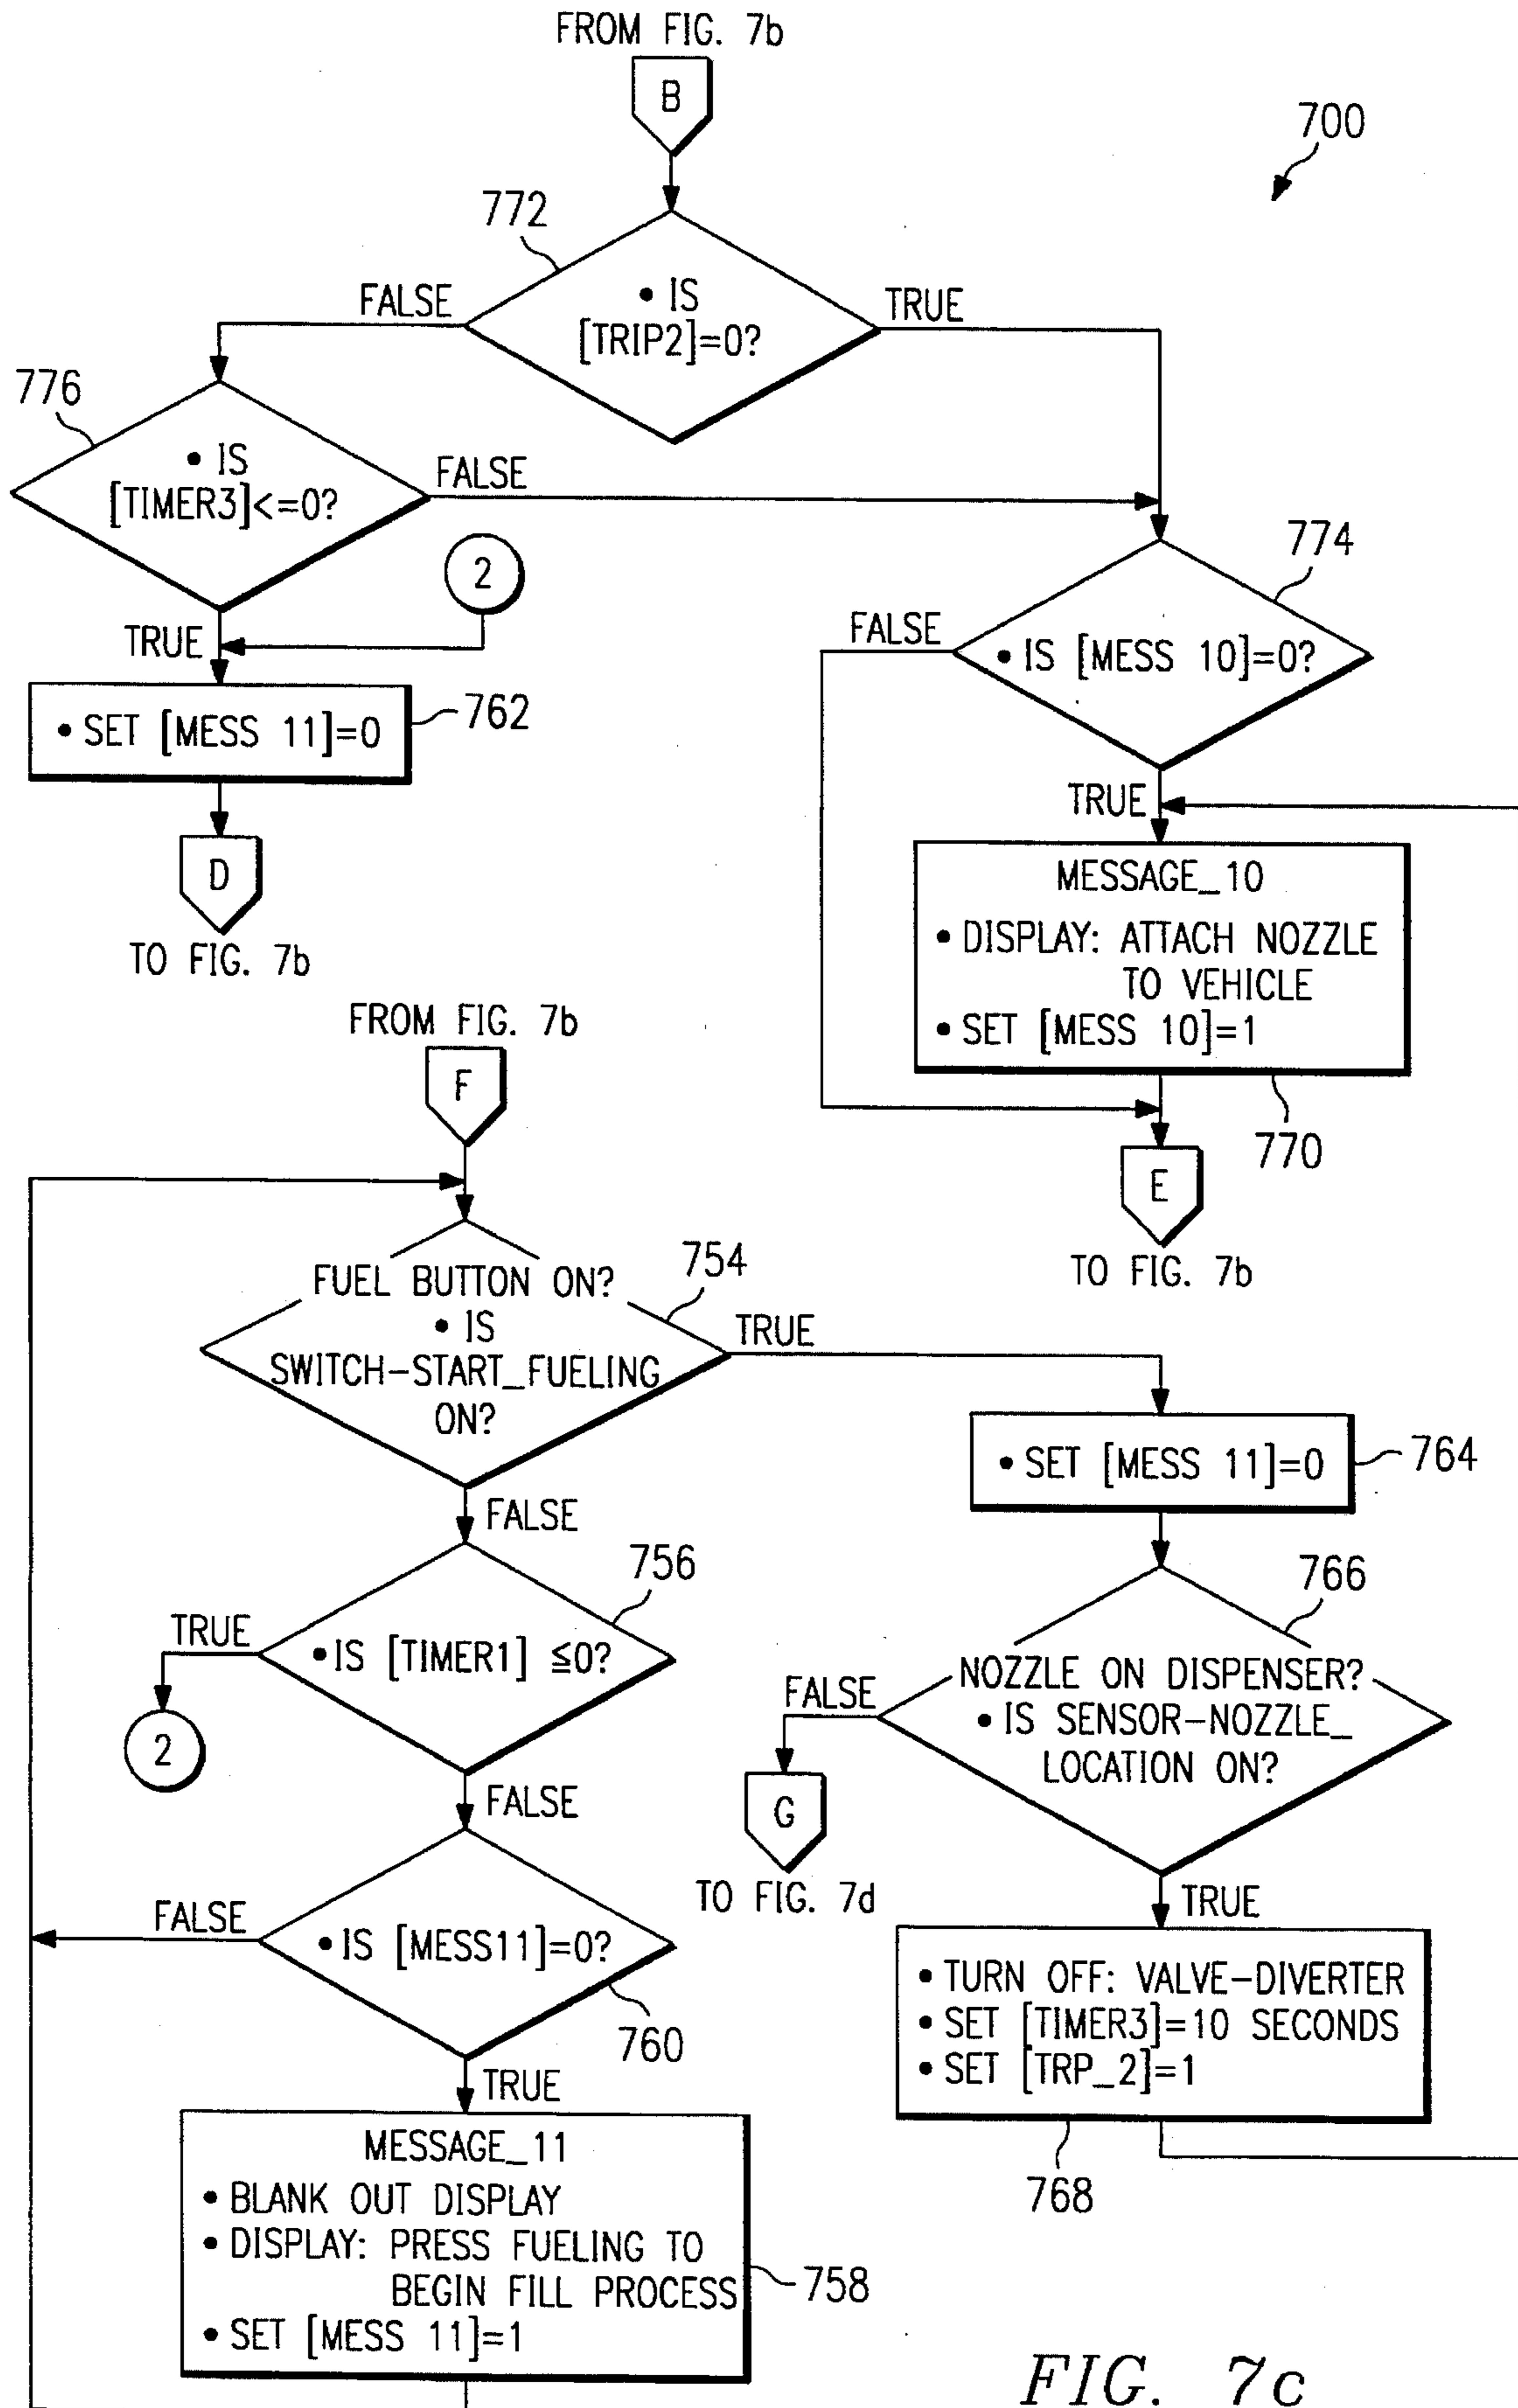 FROM FIG. 7b
B
700
772
FALSE
• IS
[TRIP2]=0?
TRUE
776
• IS
[TIMER3]<=0?
FALSE
2
TRUE
774
FALSE
• IS [MESS 10]=0?
• SET [MESS 11]=0
762
TRUE
D
TO FIG. 7b
MESSAGE_10
• DISPLAY: ATTACH NOZZLE
TO VEHICLE
• SET [MESS 10]=1
770
E
TO FIG. 7b
FROM FIG. 7b
F
FUEL BUTTON ON?
• IS
SWITCH-START_FUELING
ON?
754
TRUE
FALSE
• SET [MESS 11]=0
764
756
TRUE
• IS [TIMER1] ≦0?
2
FALSE
766
NOZZLE ON DISPENSER?
• IS SENSOR-NOZZLE_
LOCATION ON?
FALSE
G
TO FIG. 7d
TRUE
FALSE
• IS [MESS11]=0?
760
TRUE
• TURN OFF: VALVE-DIVERTER
• SET [TIMER3]=10 SECONDS
• SET [TRP_2]=1
768
MESSAGE_11
• BLANK OUT DISPLAY
• DISPLAY: PRESS FUELING TO
BEGIN FILL PROCESS
• SET [MESS 11]=1
758
FIG. 7c